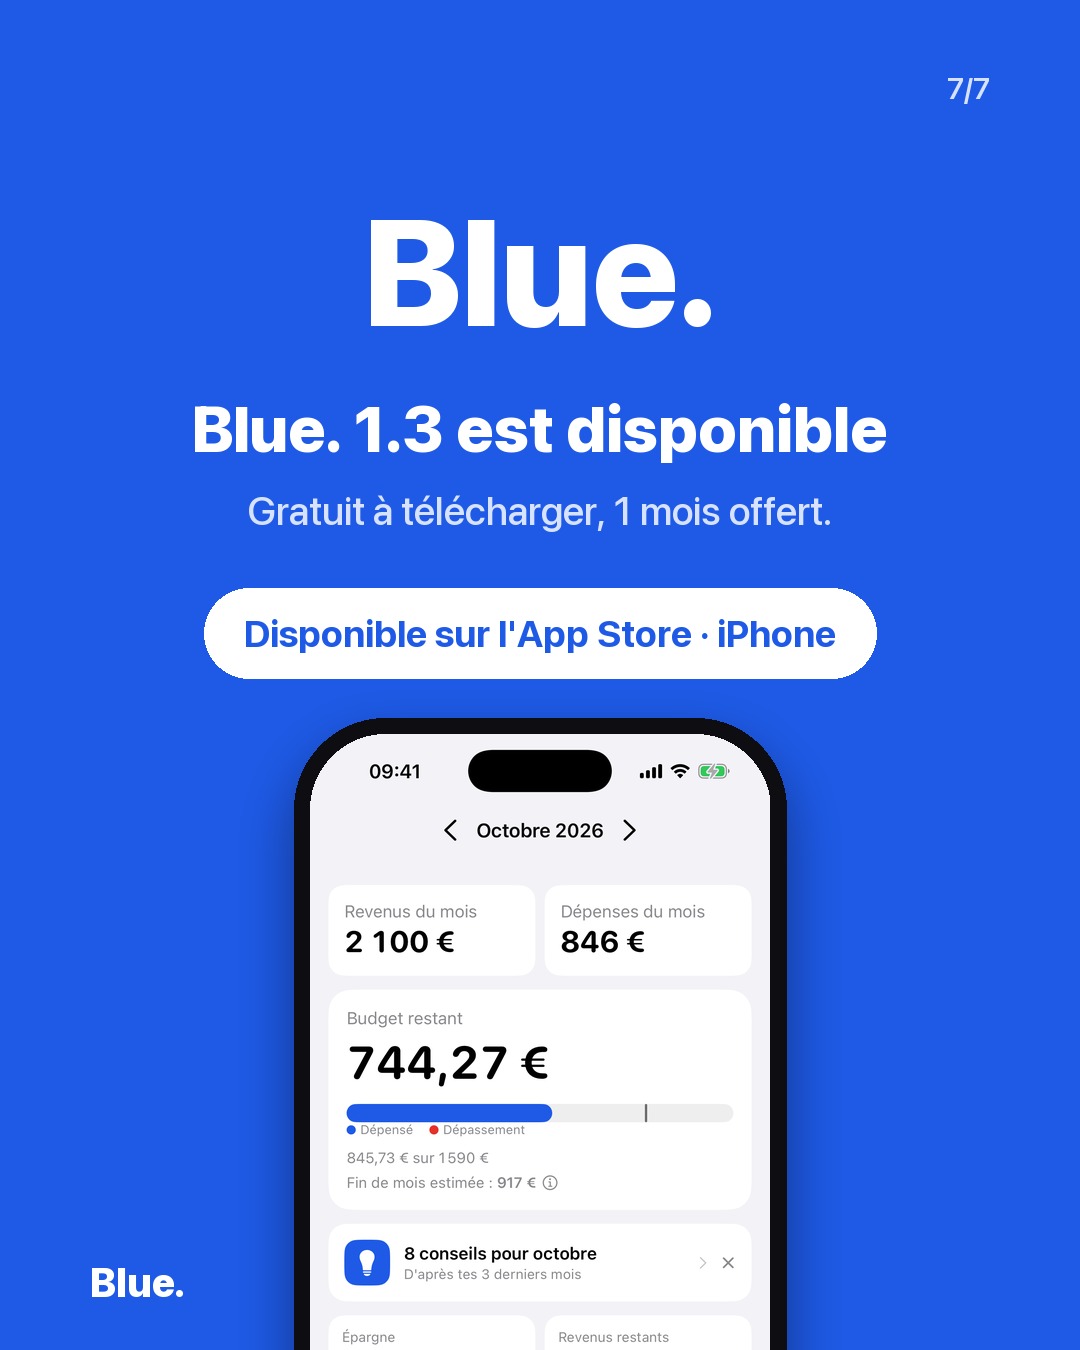 7/7
Blue.
Blue. 1.3 est disponible
Gratuit à télécharger, 1 mois offert.
Disponible sur l'App Store · iPhone
09:41
Octobre 2026
Revenus du mois
2 100 €
Dépenses du mois
846 €
Budget restant
744,27 €
Dépensé
Dépassement
845,73 € sur 1 590 €
Fin de mois estimée : 917 €
8 conseils pour octobre
D'après tes 3 derniers mois
Épargne
Revenus restants
Blue.